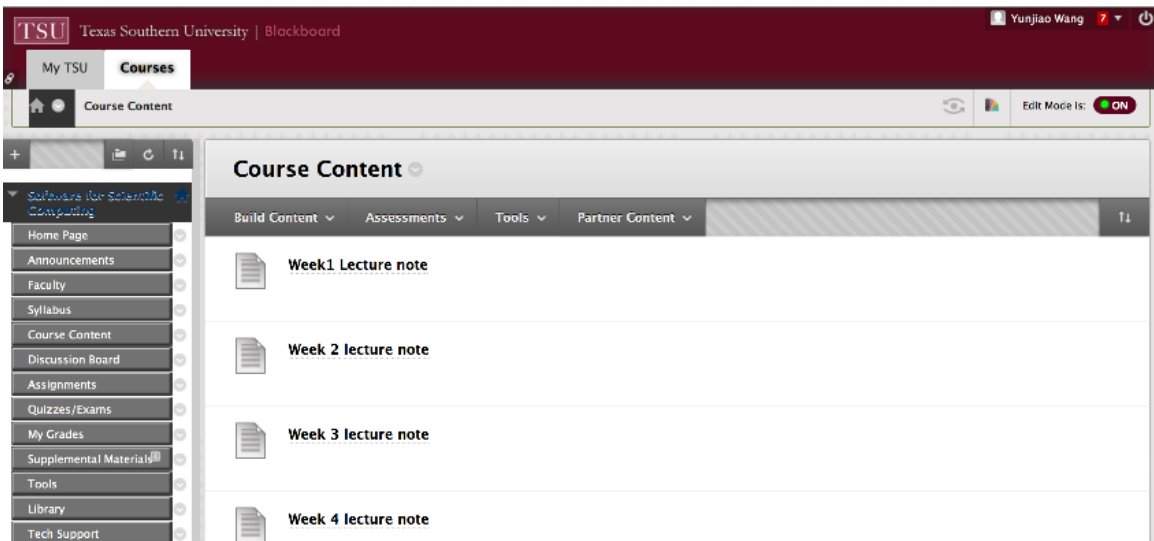 TSU Texas Southern University | Blackboard
Yunjiao Wang 7
My TSU Courses
Course Content
Edit Mode is: ON
Software for Scientific
Computing
Home Page
Announcements
Faculty
Syllabus
Course Content
Discussion Board
Assignments
Quizzes/Exams
My Grades
Supplemental Materials
Tools
Library
Tech Support
Course Content
Build Content Assessments Tools Partner Content
Week1 Lecture note
Week 2 lecture note
Week 3 lecture note
Week 4 lecture note